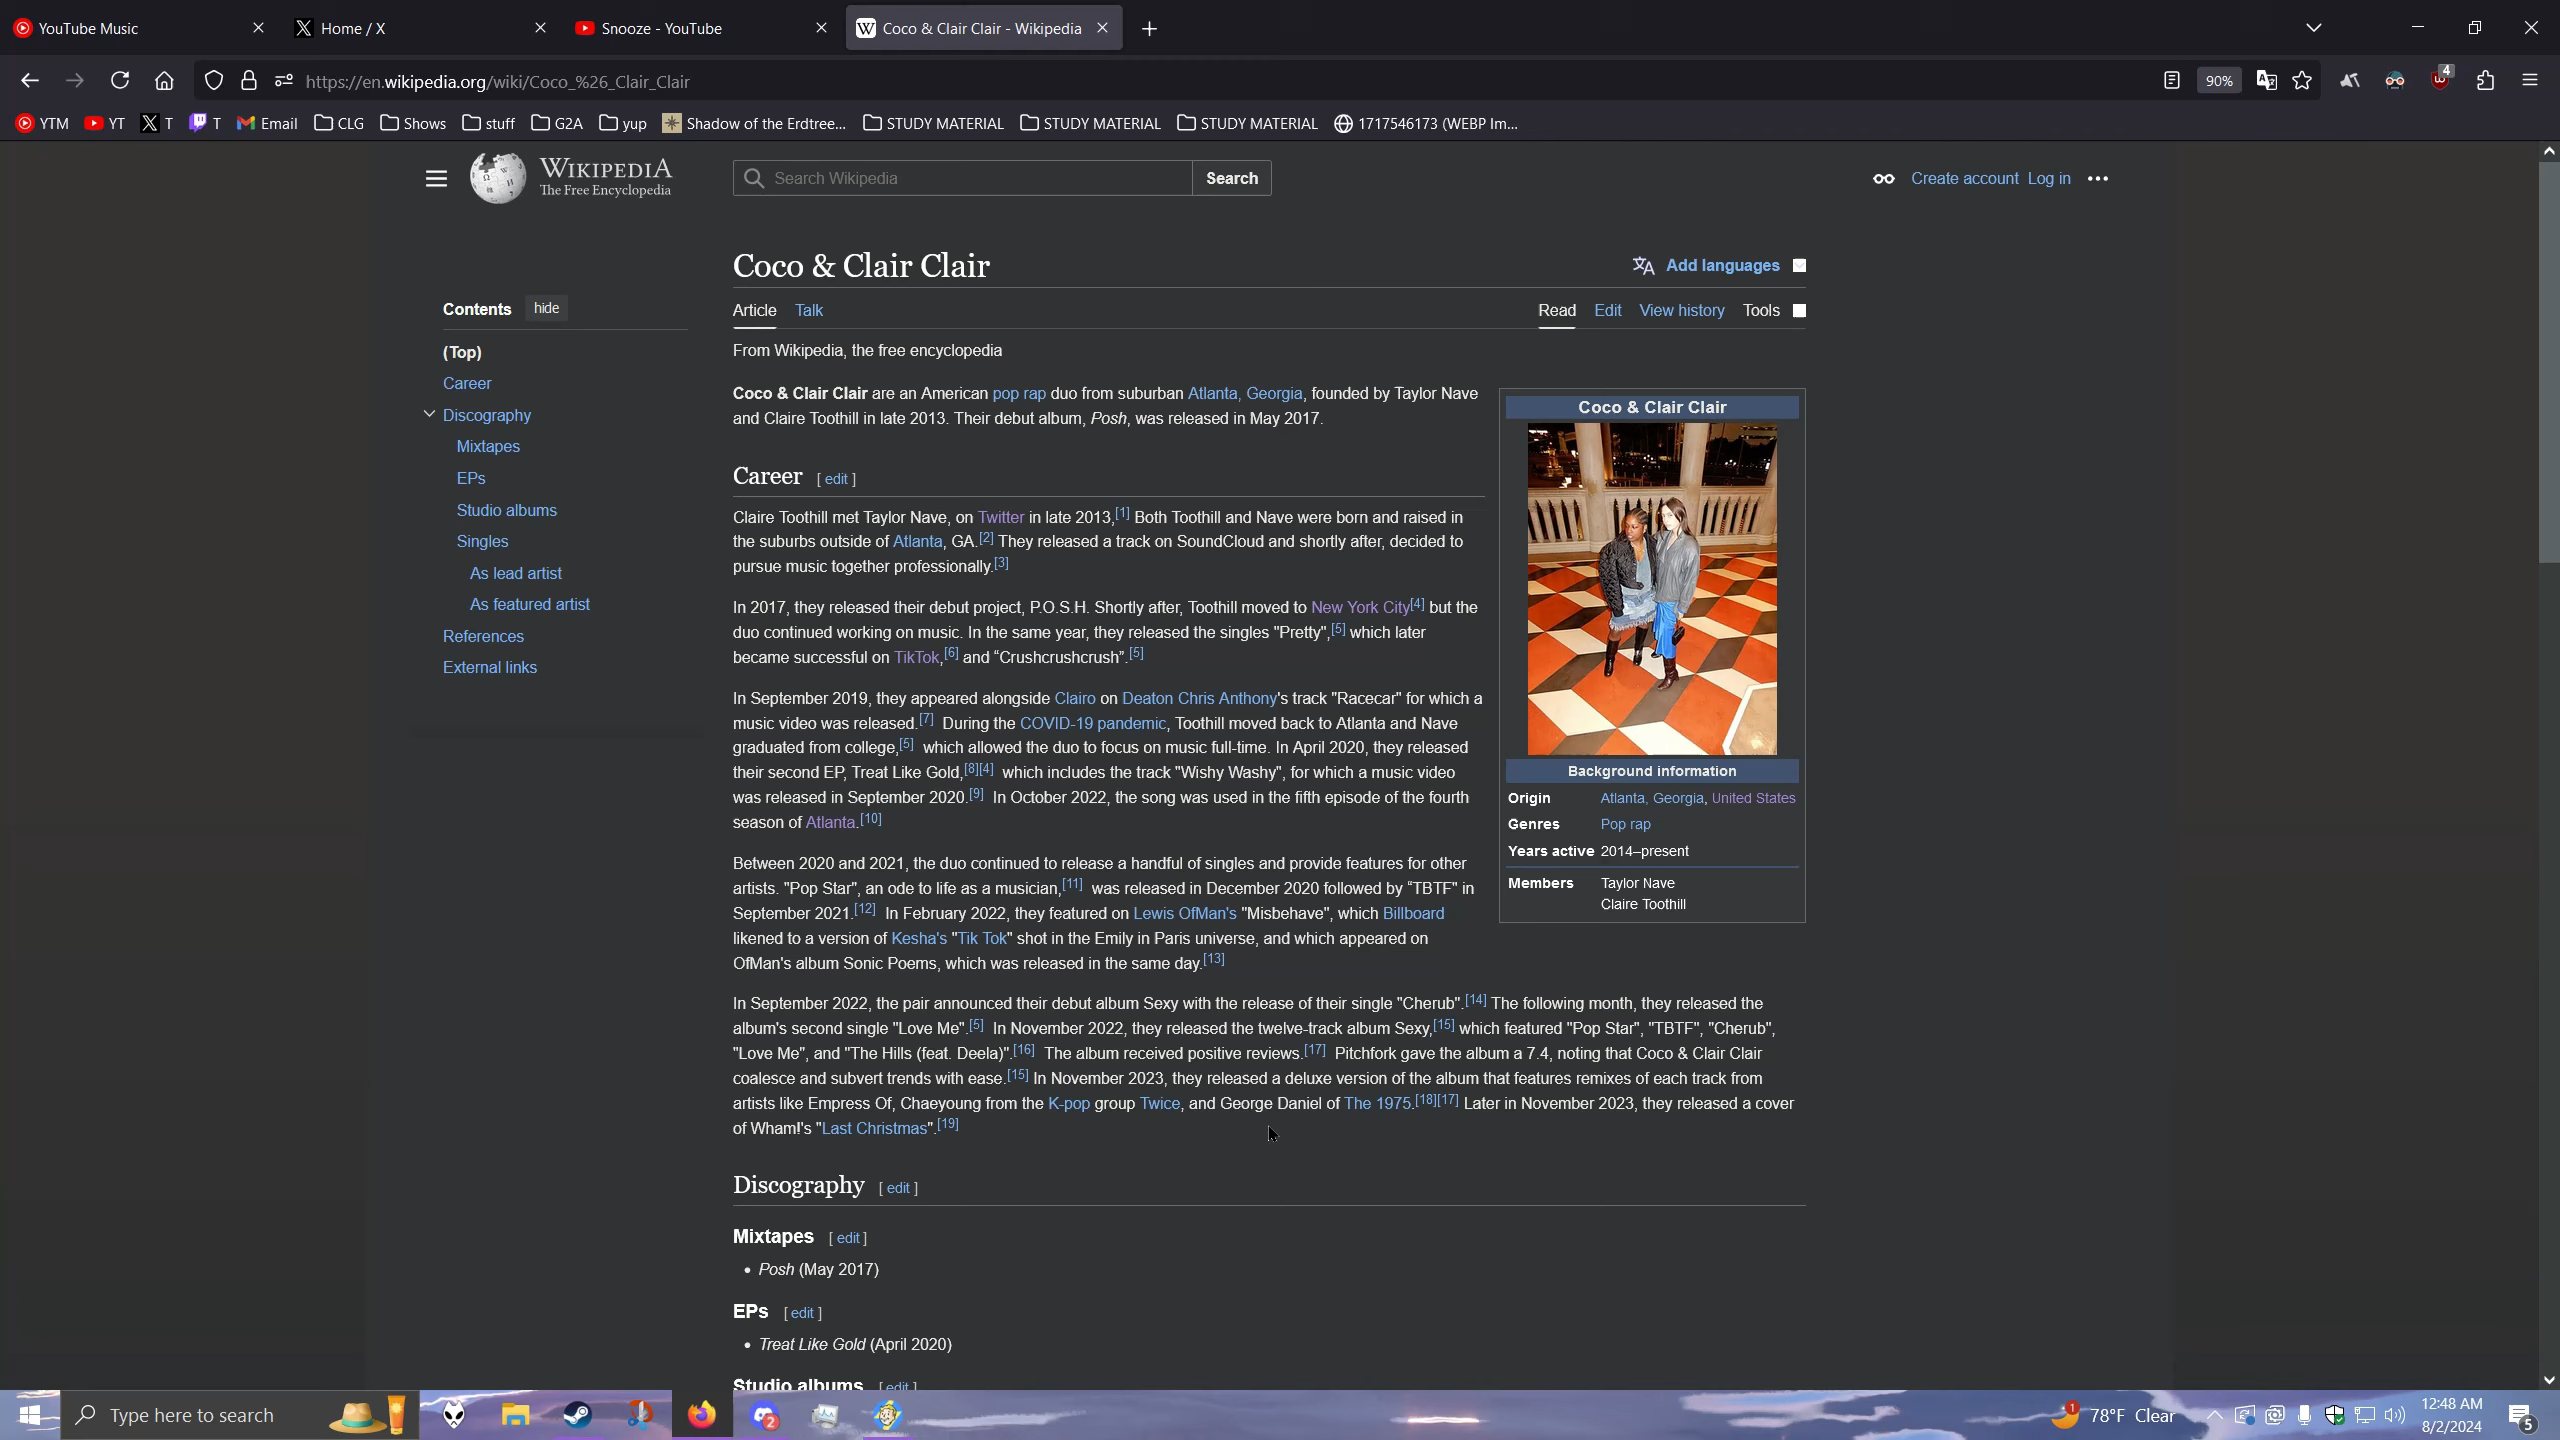 YouTube Music
Home / X
Snooze - YouTube
Coco & Clair Clair - Wikipedia
https://en.wikipedia.org/wiki/Coco_%26_Clair_Clair
90%
4
YTM
YT
T
T
Email
CLG
Shows
stuff
G2A
yup
Shadow of the Erdtree...
STUDY MATERIAL
STUDY MATERIAL
STUDY MATERIAL
1717546173 (WEBP Im...
WIKIPEDIA
The Free Encyclopedia
Search Wikipedia
Search
Create account
Log in
Contents
hide
(Top)
Career
Discography
Mixtapes
EPs
Studio albums
Singles
As lead artist
As featured artist
References
External links
Coco & Clair Clair
Add languages
Article
Talk
Read
Edit
View history
Tools
From Wikipedia, the free encyclopedia
Coco & Clair Clair are an American pop rap duo from suburban Atlanta, Georgia, founded by Taylor Nave
and Claire Toothill in late 2013. Their debut album, Posh, was released in May 2017.
Career [ edit ]
Claire Toothill met Taylor Nave, on Twitter in late 2013,[1] Both Toothill and Nave were born and raised in
the suburbs outside of Atlanta, GA.[2] They released a track on SoundCloud and shortly after, decided to
pursue music together professionally.[3]
In 2017, they released their debut project, P.O.S.H. Shortly after, Toothill moved to New York City[4] but the
duo continued working on music. In the same year, they released the singles "Pretty",[5] which later
became successful on TikTok,[6] and “Crushcrushcrush”.[5]
In September 2019, they appeared alongside Clairo on Deaton Chris Anthony's track "Racecar" for which a
music video was released.[7] During the COVID-19 pandemic, Toothill moved back to Atlanta and Nave
graduated from college,[5] which allowed the duo to focus on music full-time. In April 2020, they released
their second EP, Treat Like Gold,[8][4] which includes the track "Wishy Washy", for which a music video
was released in September 2020.[9] In October 2022, the song was used in the fifth episode of the fourth
season of Atlanta.[10]
Between 2020 and 2021, the duo continued to release a handful of singles and provide features for other
artists. "Pop Star", an ode to life as a musician,[11] was released in December 2020 followed by “TBTF” in
September 2021.[12] In February 2022, they featured on Lewis OfMan's "Misbehave", which Billboard
likened to a version of Kesha's "Tik Tok" shot in the Emily in Paris universe, and which appeared on
OfMan's album Sonic Poems, which was released in the same day.[13]
In September 2022, the pair announced their debut album Sexy with the release of their single "Cherub".[14] The following month, they released the
album's second single "Love Me".[5] In November 2022, they released the twelve-track album Sexy,[15] which featured "Pop Star", "TBTF", "Cherub",
"Love Me", and "The Hills (feat. Deela)".[16] The album received positive reviews.[17] Pitchfork gave the album a 7.4, noting that Coco & Clair Clair
coalesce and subvert trends with ease.[15] In November 2023, they released a deluxe version of the album that features remixes of each track from
artists like Empress Of, Chaeyoung from the K-pop group Twice, and George Daniel of The 1975.[18][17] Later in November 2023, they released a cover
of Wham!'s "Last Christmas".[19]
Coco & Clair Clair
Background information
Origin Atlanta, Georgia, United States
Genres Pop rap
Years active 2014–present
Members Taylor Nave
Claire Toothill
Discography [ edit ]
Mixtapes [ edit ]
• Posh (May 2017)
EPs [ edit ]
• Treat Like Gold (April 2020)
Studio albums [ edit ]
Type here to search
2
1
78°F Clear
12:48 AM
8/2/2024
5